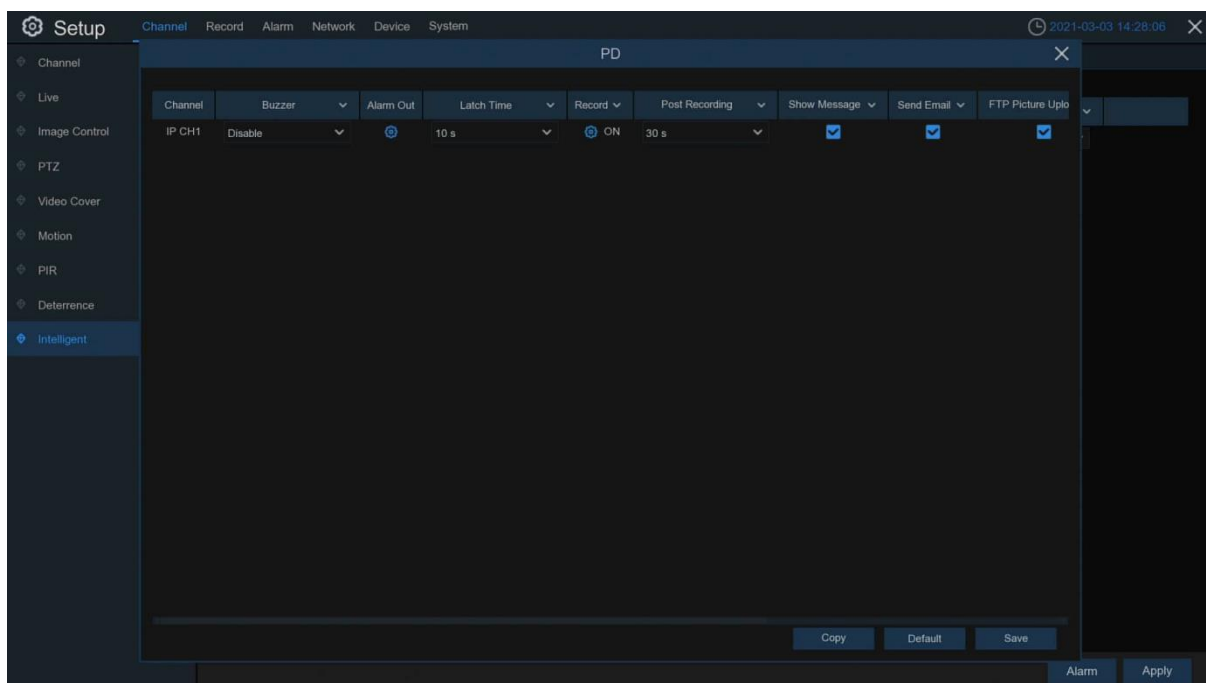 Setup Channel Record Alarm Network Device System 2021-03-03 14:28:06
PD
Channel
Live
Image Control
PTZ
Video Cover
Motion
PIR
Deterrence
Intelligent
Channel Buzzer Alarm Out Latch Time Record Post Recording Show Message Send Email FTP Picture Uplo
IP CH1 Disable 10 s ON 30 s
Copy Default Save
Alarm Apply